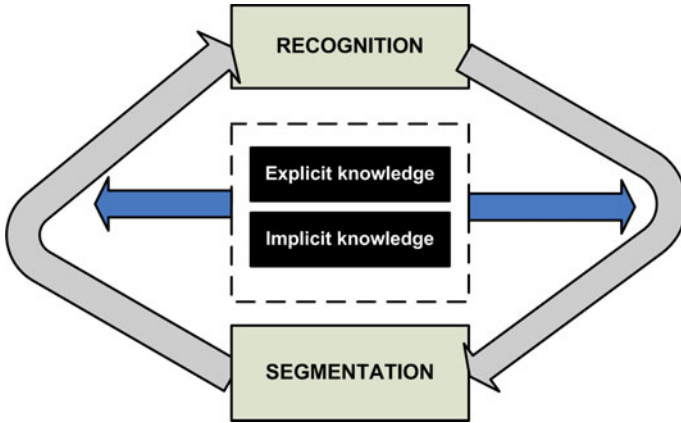 RECOGNITION
Explicit knowledge
Implicit knowledge
SEGMENTATION